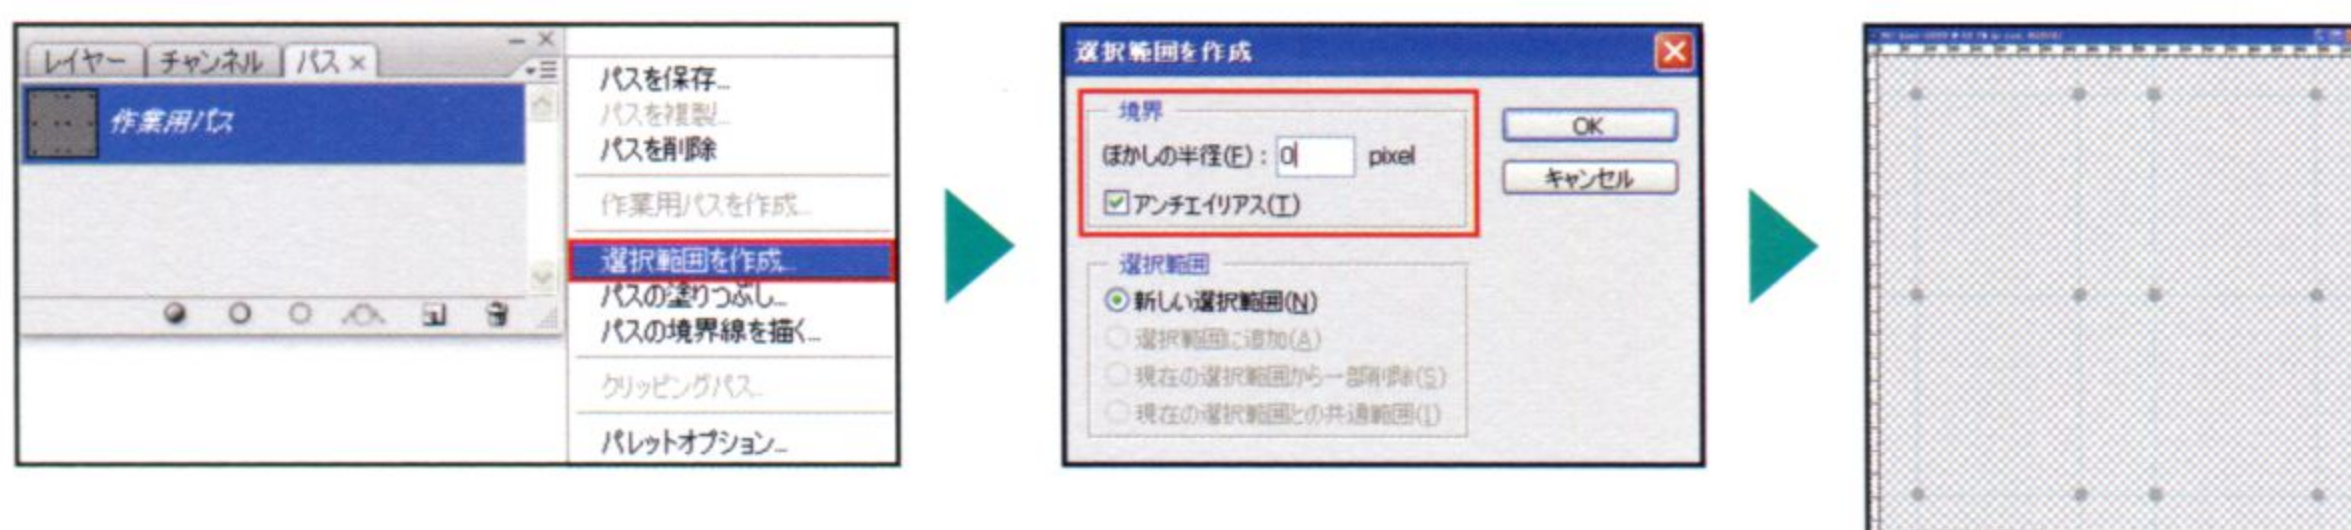 レイヤー チャンネル パス ×
作業用パス
パスを保存...
パスを複製...
パスを削除
作業用パスを作成...
選択範囲を作成...
パスの塗りつぶし...
パスの境界線を描く...
クリッピングパス...
パレットオプション...
選択範囲を作成
境界
ぼかしの半径(F) : 0 pixel
アンチエイリアス(T)
OK
キャンセル
選択範囲
新しい選択範囲(N)
選択範囲に追加(A)
現在の選択範囲から一部削除(S)
現在の選択範囲との共通範囲(I)